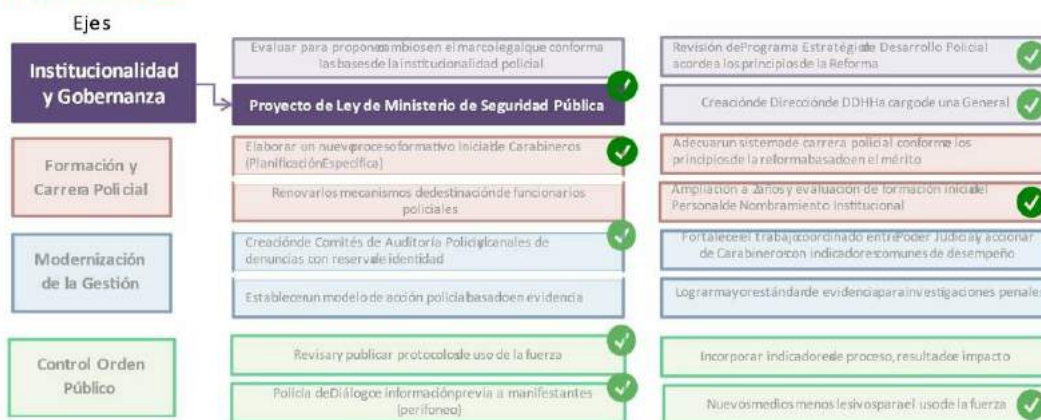 Ejes
Institucionalidad
y Gobernanza
Evaluar para proponer cambios en el marco legal que conforma
las bases de la institucionalidad policial
Revisión de Programa Estratégico de Desarrollo Policial
acorde a los principios de la Reforma
Proyecto de Ley de Ministerio de Seguridad Pública
Creación de Dirección de DDHH a cargo de una General
Formación y
Carrera Policial
Elaborar un nuevo proceso formativo inicial de Carabineros
(Planificación Específica)
Adecuar un sistema de carrera policial conforme los
principios de la reforma basado en el mérito
Renovar los mecanismos de destinación de funcionarios
policiales
Ampliación a 2 años y evaluación de formación inicial del
Personal de Nombramiento Institucional
Modernización
de la Gestión
Creación de Comités de Auditoría Policial y canales de
denuncias con reserva de identidad
Fortalecer el trabajo coordinado entre Poder Judicial y accionar
de Carabineros con indicadores comunes de desempeño
Establecer un modelo de acción policial basado en evidencia
Lograr mayor estándar de evidencia para investigaciones penales
Control Orden
Público
Revisar y publicar protocolos de uso de la fuerza
Incorporar indicadores de proceso, resultado e impacto
Policía de Diálogo e información previa a manifestantes
(perifoneo)
Nuevos medios menos lesivos para el uso de la fuerza